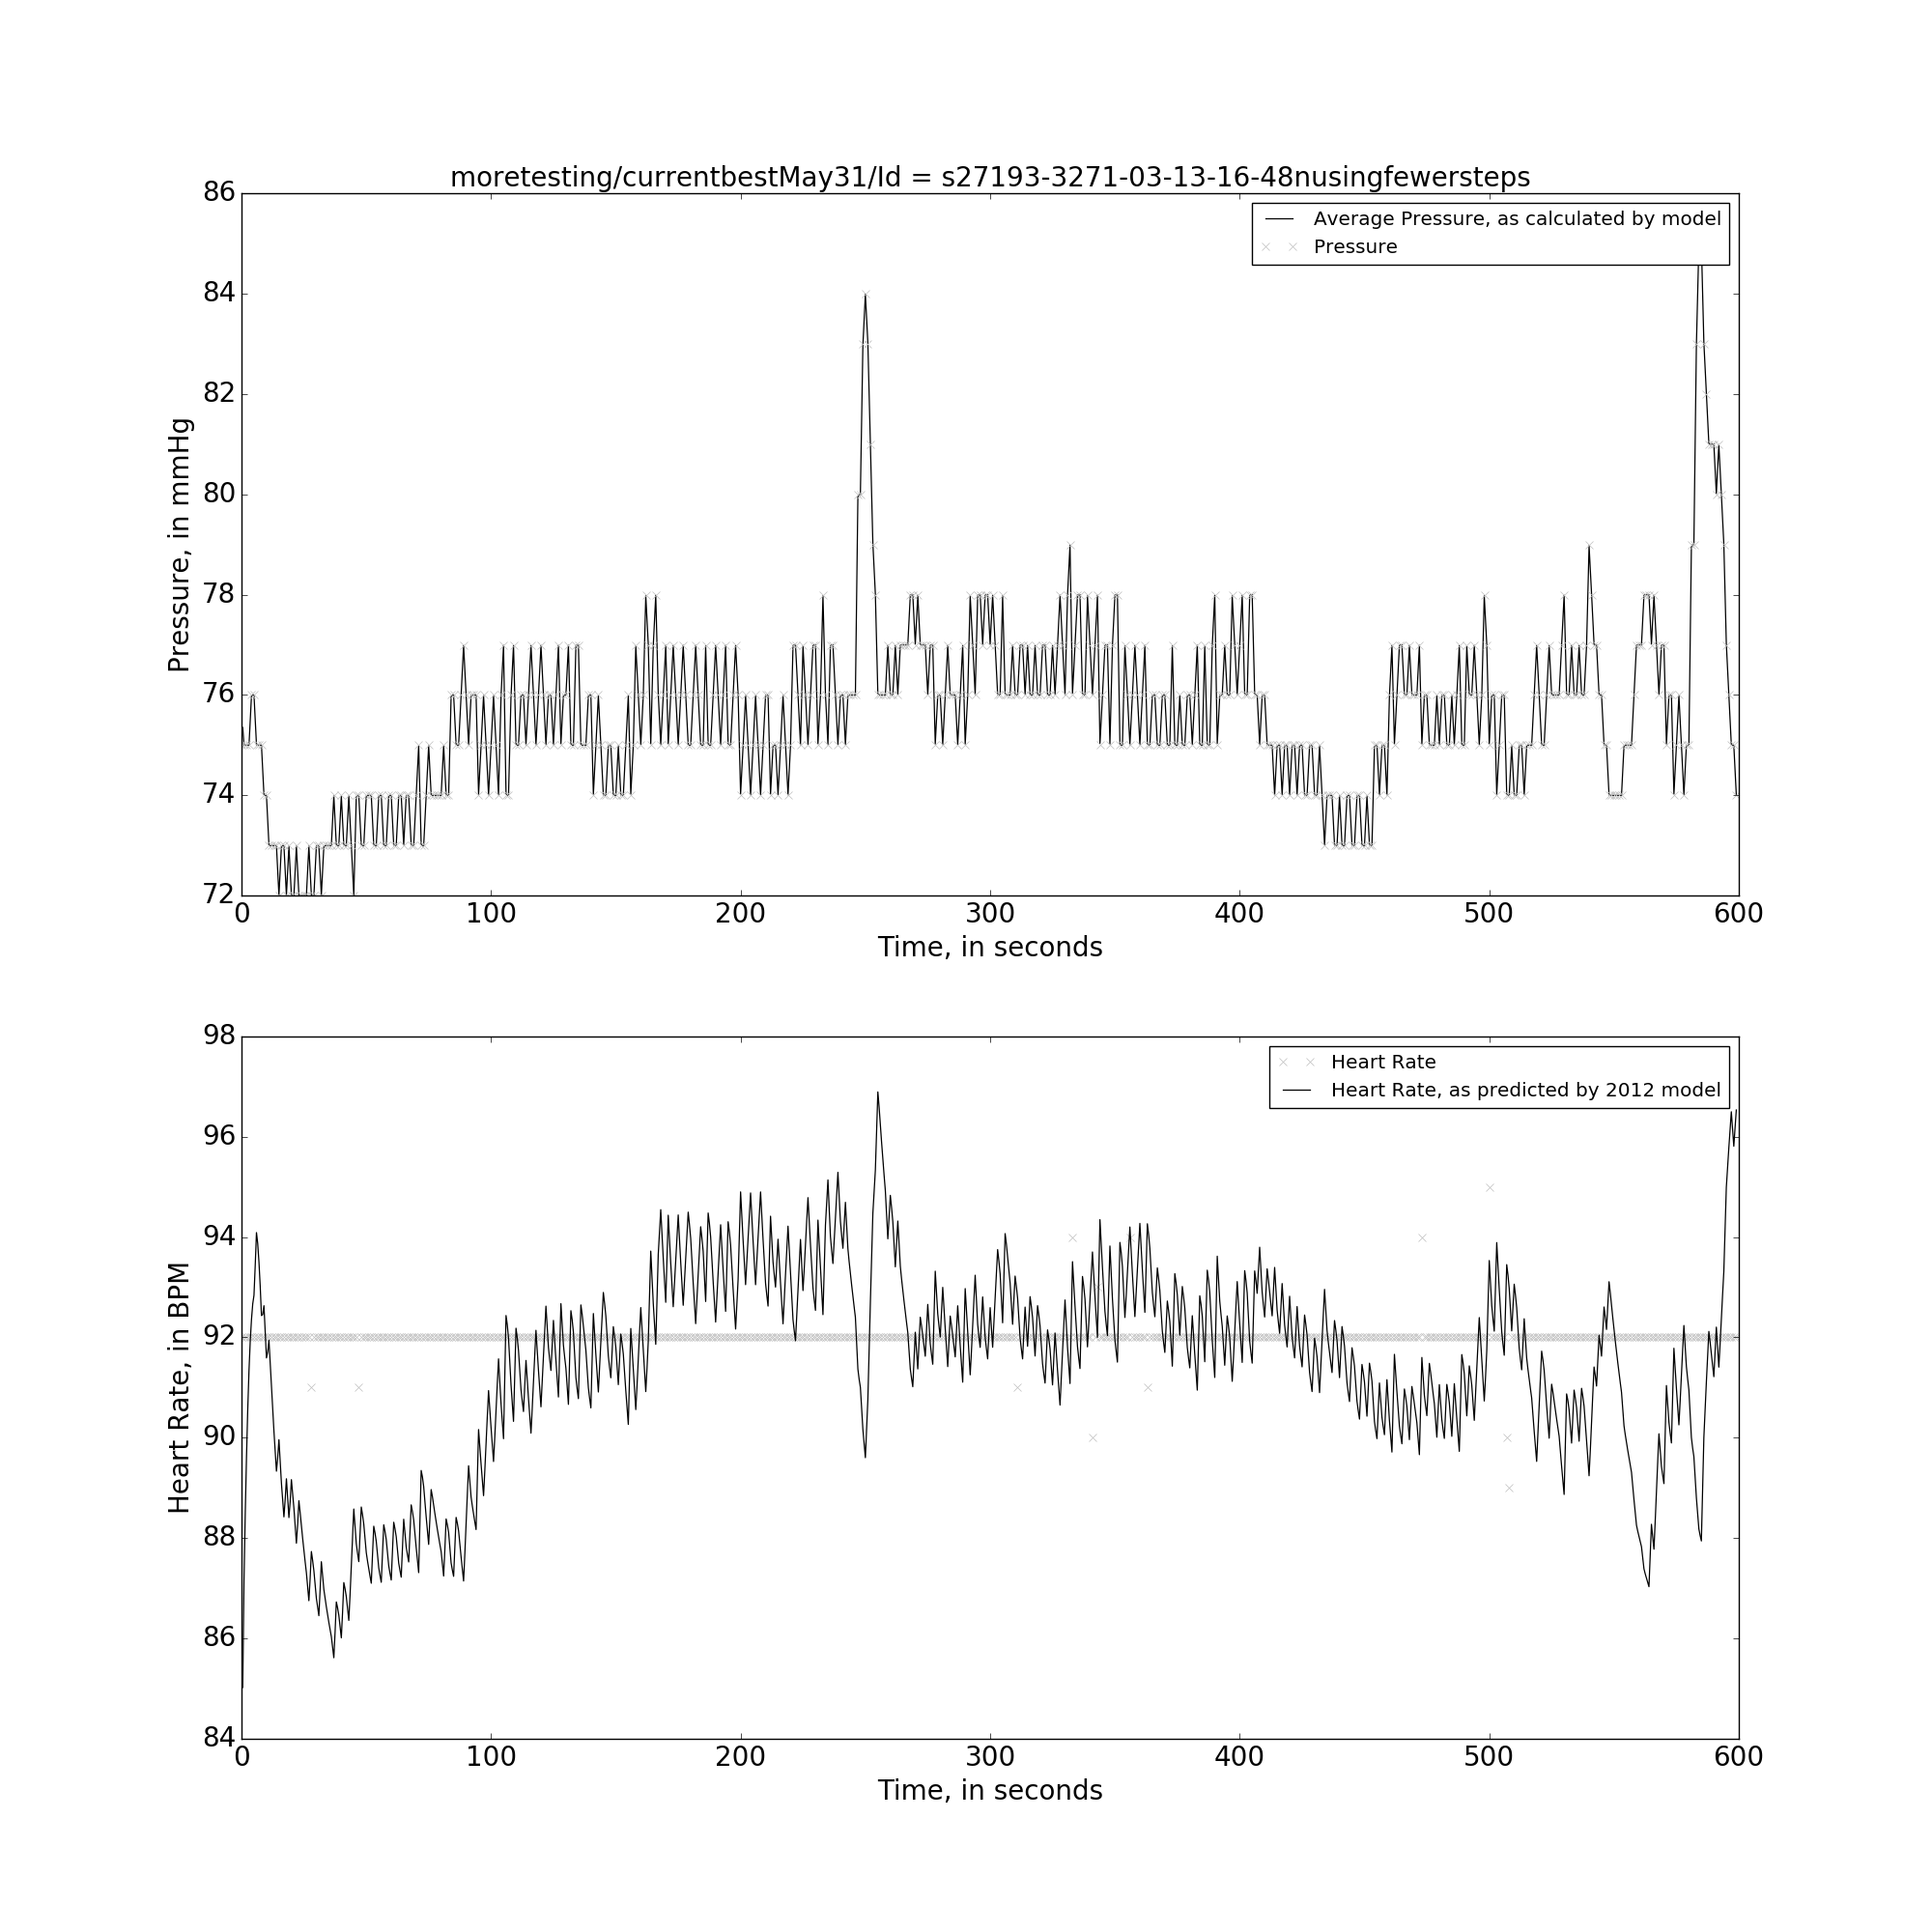 moretesting/currentbestMay31/Id = s27193-3271-03-13-16-48nusingfewersteps
86
84
82
80
78
76
74
72
Pressure, in mmHg
Average Pressure, as calculated by model
Pressure
0 100 200 300 400 500 600
Time, in seconds
98
96
94
92
90
88
86
84
Heart Rate, in BPM
Heart Rate
Heart Rate, as predicted by 2012 model
0 100 200 300 400 500 600
Time, in seconds